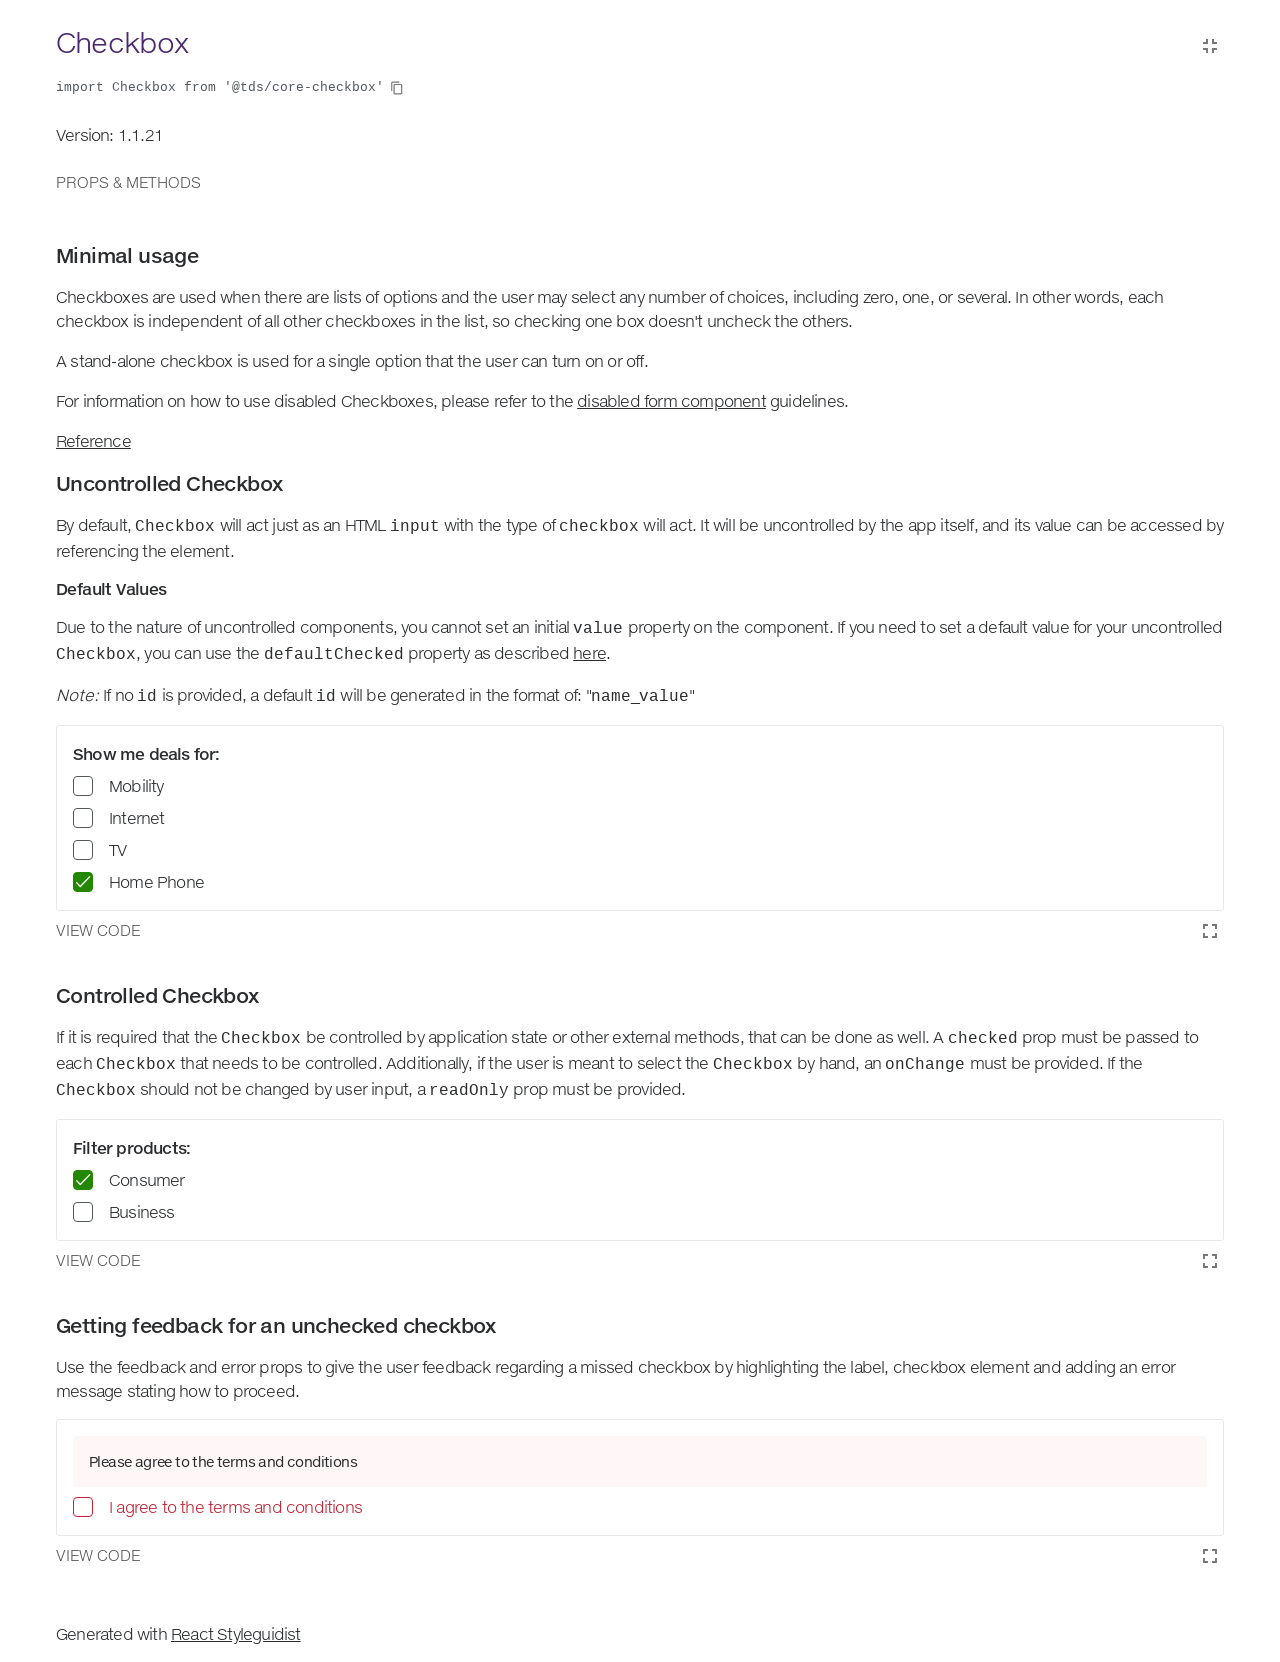 Checkbox
import Checkbox from '@tds/core-checkbox'
Version: 1.1.21
PROPS & METHODS
Minimal usage
Checkboxes are used when there are lists of options and the user may select any number of choices, including zero, one, or several. In other words, each
checkbox is independent of all other checkboxes in the list, so checking one box doesn't uncheck the others.
A stand-alone checkbox is used for a single option that the user can turn on or off.
For information on how to use disabled Checkboxes, please refer to the disabled form component guidelines.
Reference
Uncontrolled Checkbox
By default, Checkbox will act just as an HTML input with the type of checkbox will act. It will be uncontrolled by the app itself, and its value can be accessed by
referencing the element.
Default Values
Due to the nature of uncontrolled components, you cannot set an initial value property on the component. If you need to set a default value for your uncontrolled
Checkbox, you can use the defaultChecked property as described here.
Note: If no id is provided, a default id will be generated in the format of: "name_value"
Show me deals for:
Mobility
Internet
TV
Home Phone
VIEW CODE
Controlled Checkbox
If it is required that the Checkbox be controlled by application state or other external methods, that can be done as well. A checked prop must be passed to
each Checkbox that needs to be controlled. Additionally, if the user is meant to select the Checkbox by hand, an onChange must be provided. If the
Checkbox should not be changed by user input, a readOnly prop must be provided.
Filter products:
Consumer
Business
VIEW CODE
Getting feedback for an unchecked checkbox
Use the feedback and error props to give the user feedback regarding a missed checkbox by highlighting the label, checkbox element and adding an error
message stating how to proceed.
Please agree to the terms and conditions
I agree to the terms and conditions
VIEW CODE
Generated with React Styleguidist